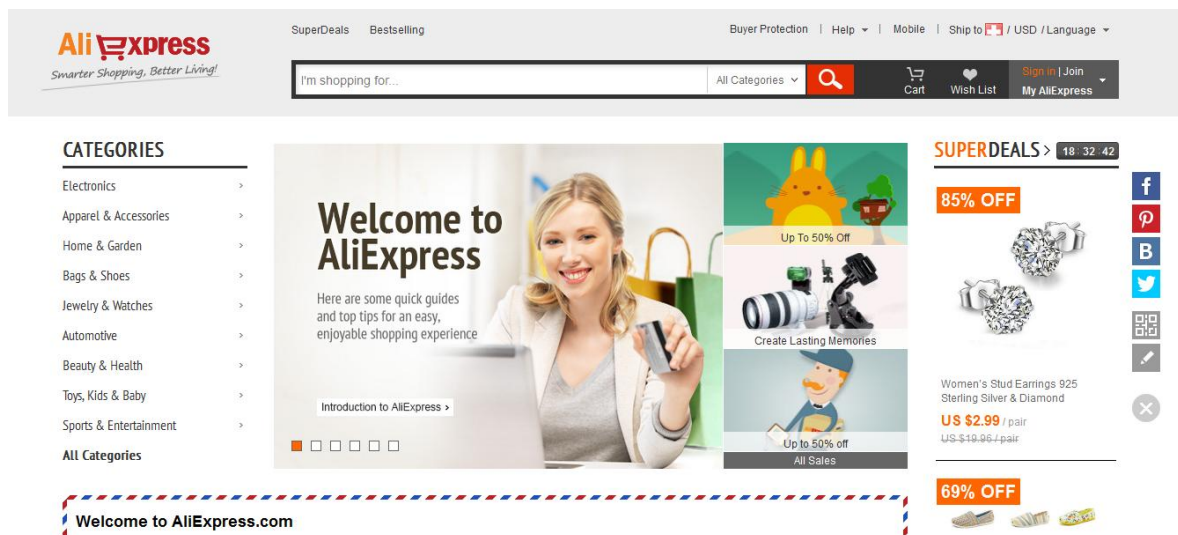 SuperDeals Bestselling
Buyer Protection | Help | Mobile | Ship to / USD / Language
AliExpress
Smarter Shopping, Better Living!
I'm shopping for...
All Categories
Cart
Wish List
Sign in | Join
My AliExpress
CATEGORIES
Electronics
Apparel & Accessories
Home & Garden
Bags & Shoes
Jewelry & Watches
Automotive
Beauty & Health
Toys, Kids & Baby
Sports & Entertainment
All Categories
Welcome to
AliExpress
Here are some quick guides
and top tips for an easy,
enjoyable shopping experience
Introduction to AliExpress >
Up To 50% Off
Create Lasting Memories
Up to 50% off
All Sales
SUPERDEALS > 18:32:42
85% OFF
Women's Stud Earrings 925
Sterling Silver & Diamond
US $2.99 / pair
US $19.96 / pair
69% OFF
f
B
Welcome to AliExpress.com